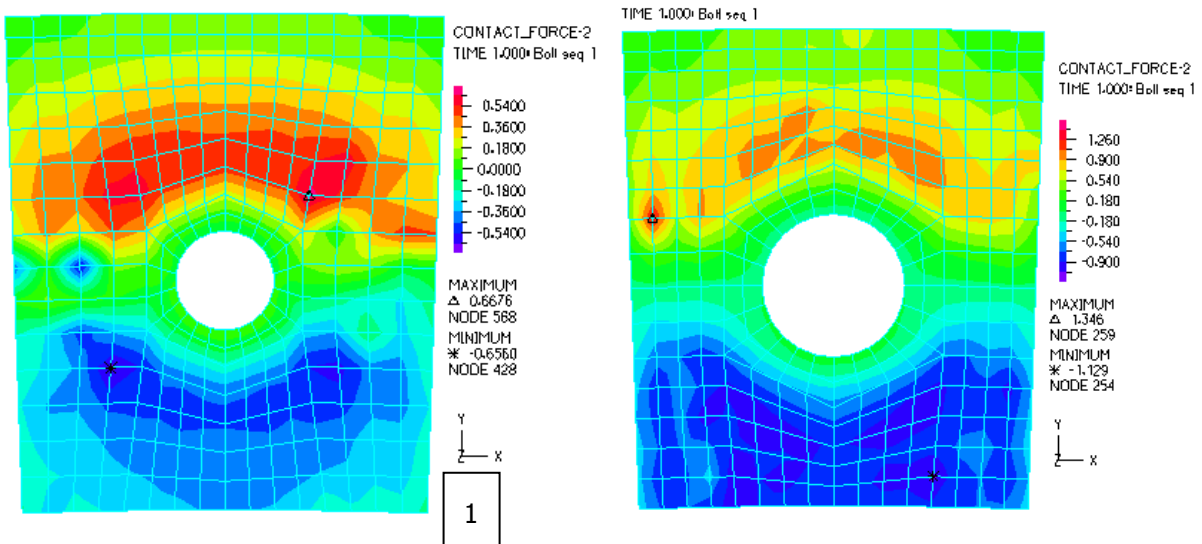 CONTACT_FORCE-2
TIME 1.000 Bolt seq 1
0.5400
0.3600
0.1800
0.0000
-0.1800
-0.3600
-0.5400
MAXIMUM
△ 0.6676
NODE 568
MINIMUM
* -0.6560
NODE 428
Y
Z X
1
TIME 1.000 Bolt seq 1
CONTACT_FORCE-2
TIME 1.000 Bolt seq 1
1.260
0.900
0.540
0.180
-0.180
-0.540
-0.900
MAXIMUM
△ 1.346
NODE 259
MINIMUM
* -1.129
NODE 254
Y
Z X